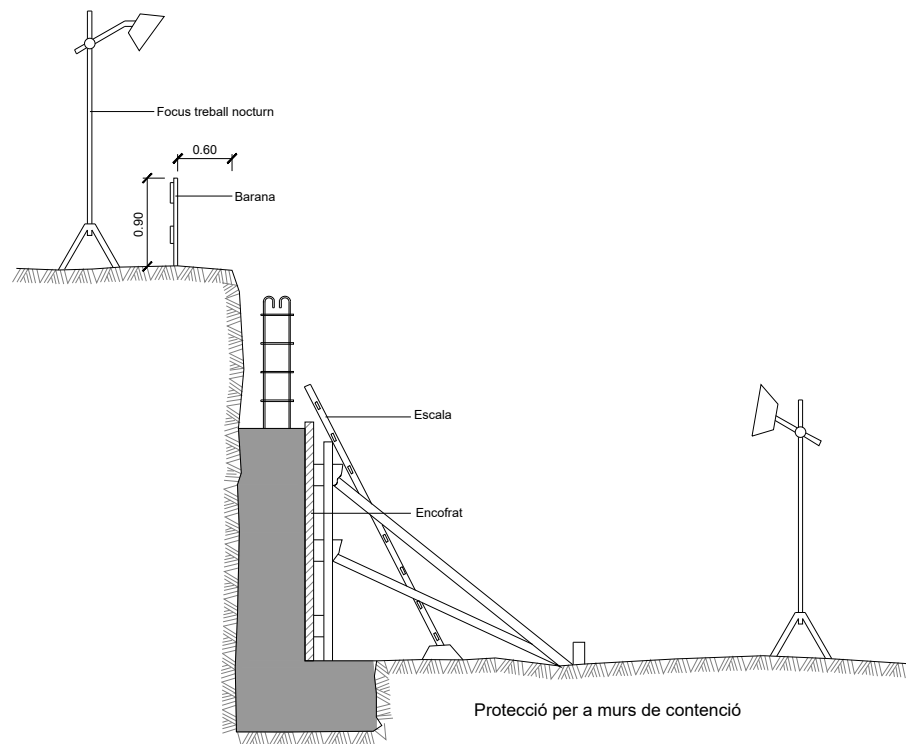 Focus treball nocturn
0.60
Barana
0.90
Escala
Encofrat
Protecció per a murs de contenció